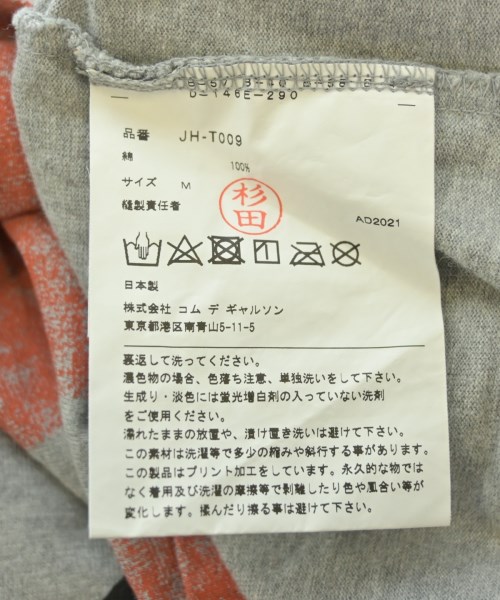 D-146E-290
品番 JH-T009
綿 100%
サイズ M
縫製責任者 杉田
AD2021
日本製
株式会社 コム デ ギャルソン
東京都港区南青山5-11-5
裏返して洗ってください。
濃色物の場合、色落ち注意、単独洗いをして下さい。
生成り・淡色には蛍光増白剤の入っていない洗剤
をご使用ください。
濡れたままの放置や、漬け置き洗いは避けて下さい。
この素材は洗濯等で多少の縮みや斜行する事があります。
この製品はプリント加工をしています。永久的な物では
なく着用及び洗濯の摩擦等で剥離したり色や風合い等が
変化します。揉んだり擦る事は避けて下さい。